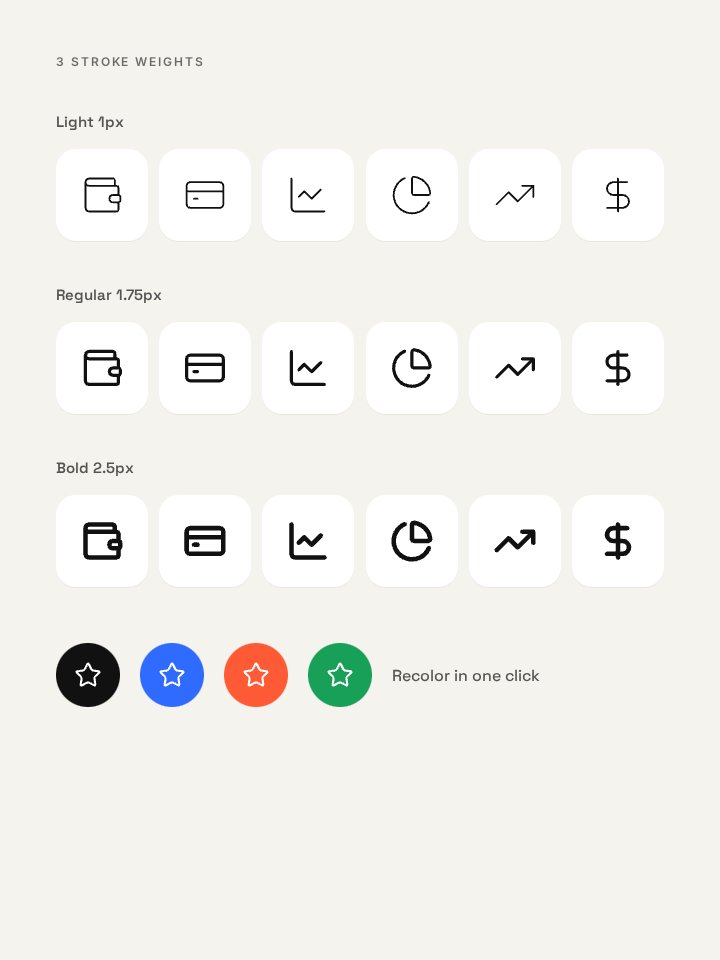 3 STROKE WEIGHTS
Light 1px
Regular 1.75px
Bold 2.5px
Recolor in one click